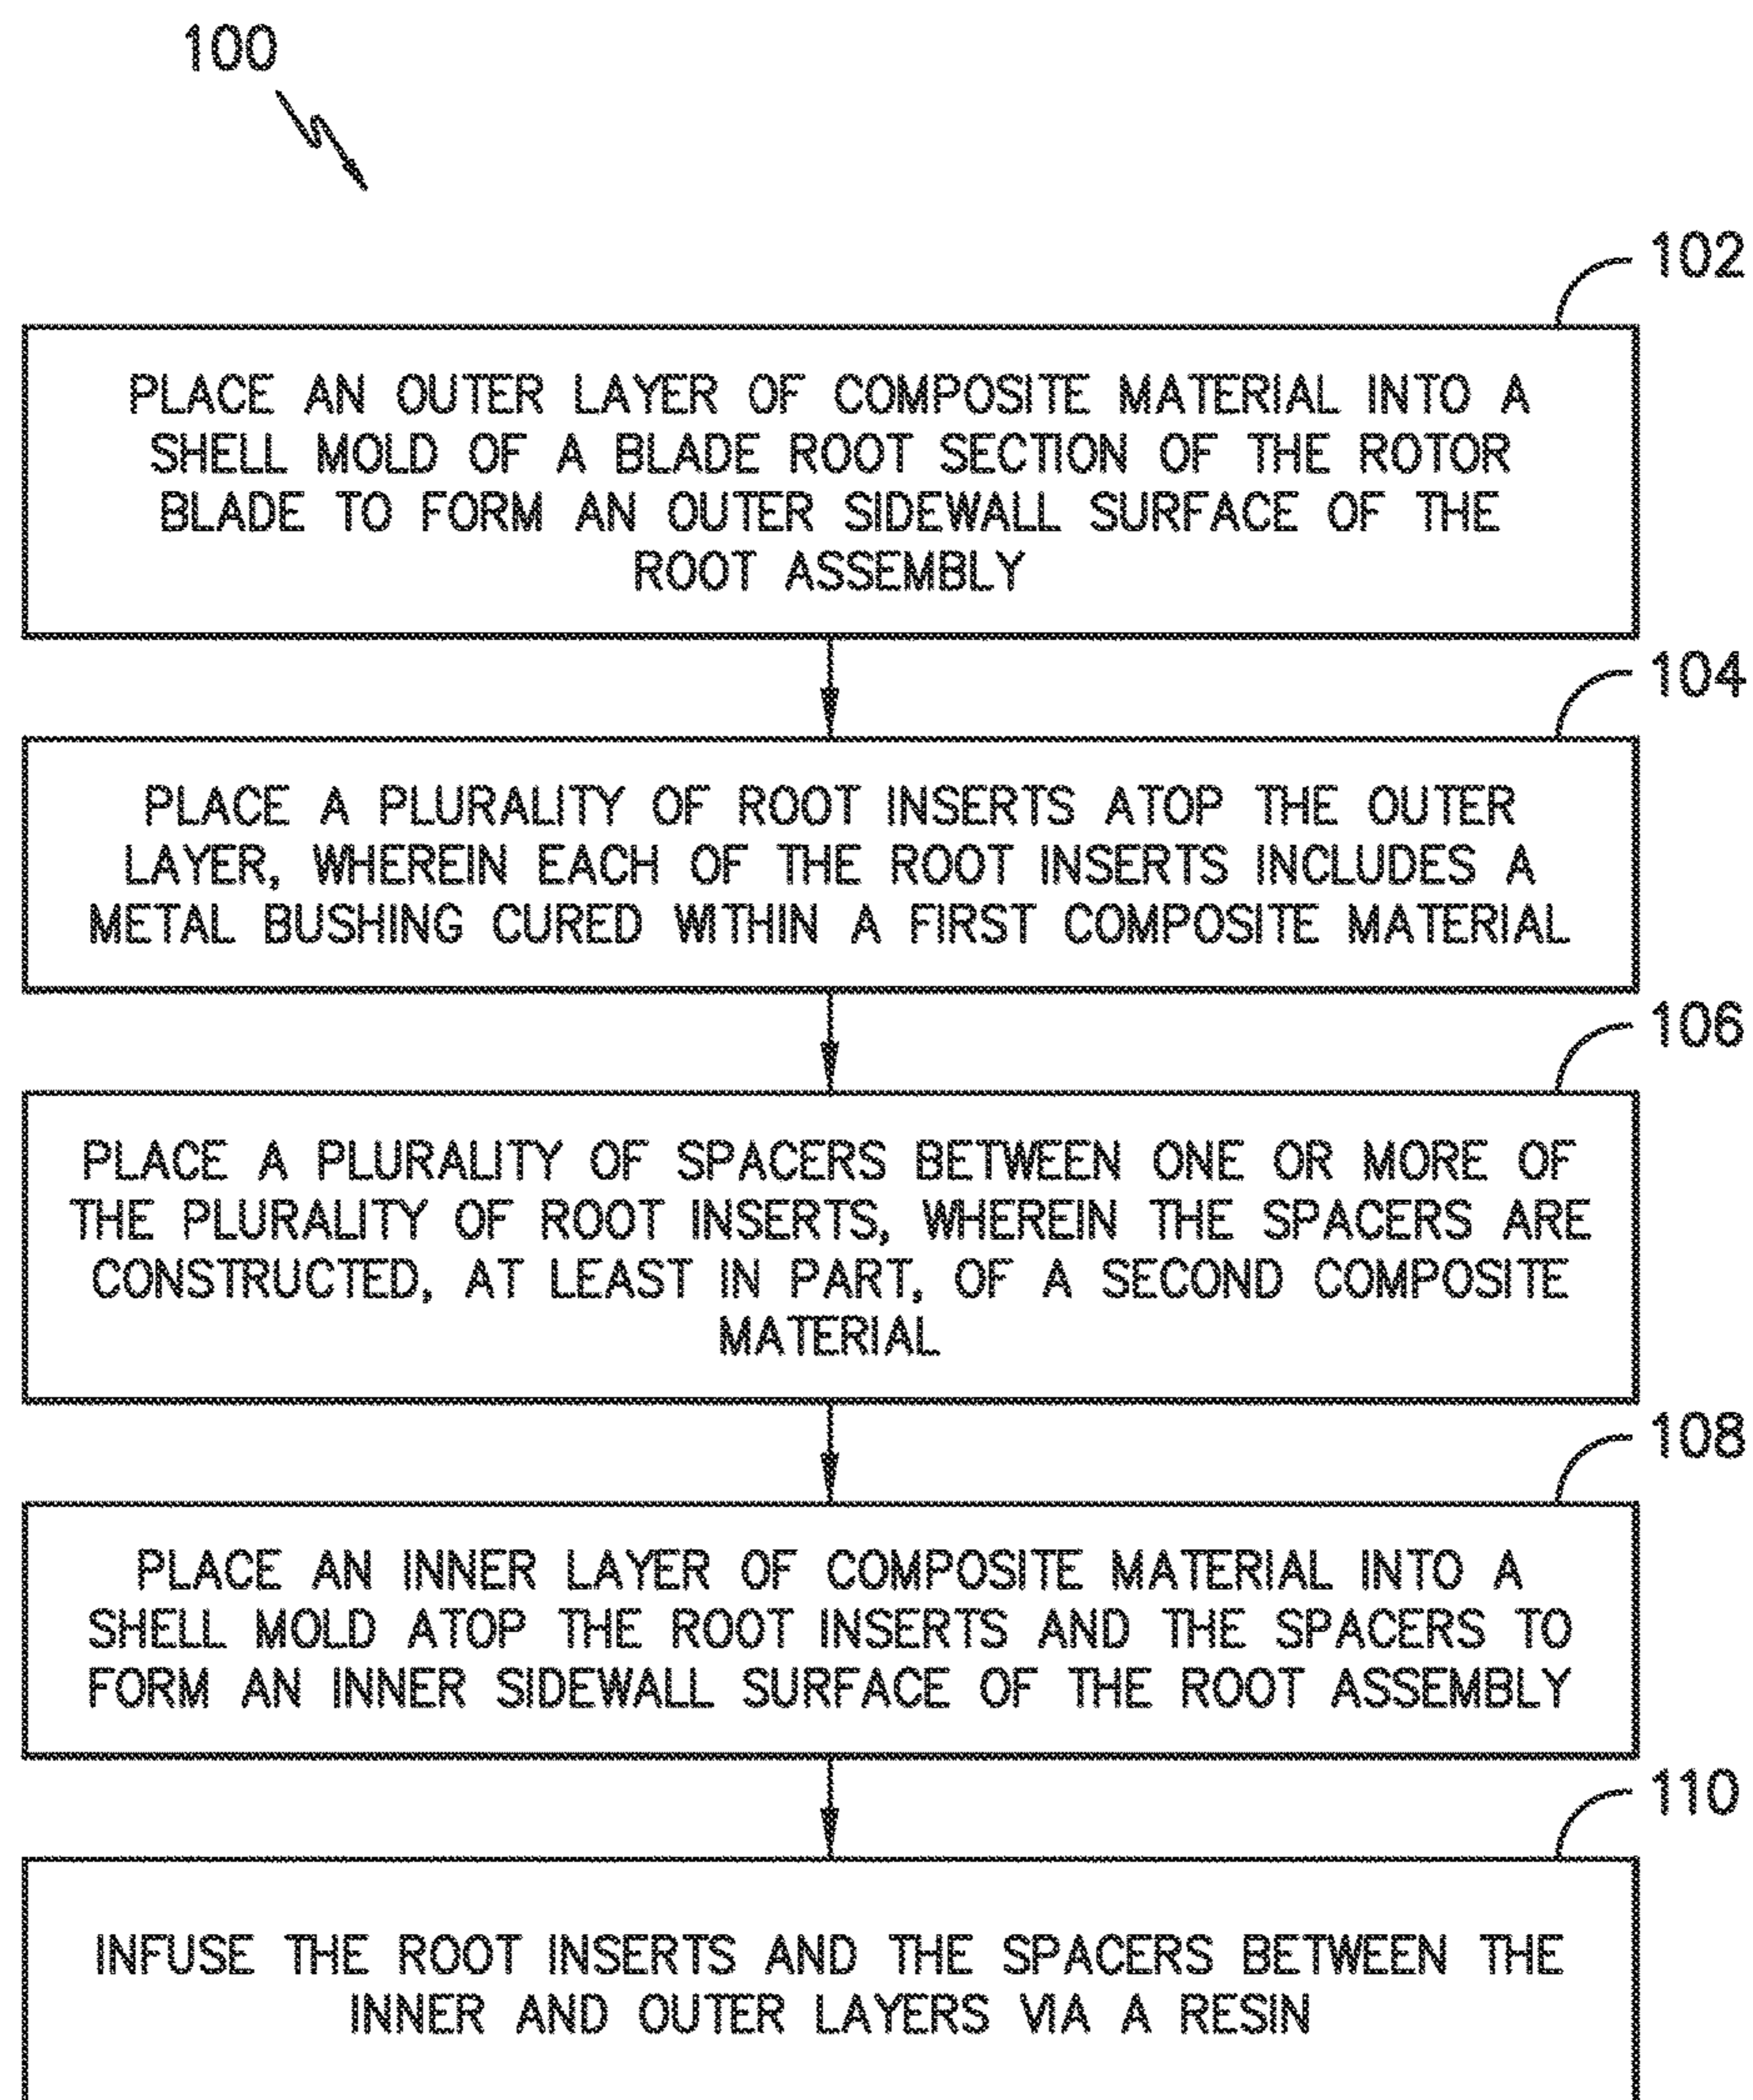 100
102
PLACE AN OUTER LAYER OF COMPOSITE MATERIAL INTO A
SHELL MOLD OF A BLADE ROOT SECTION OF THE ROTOR
BLADE TO FORM AN OUTER SIDEWALL SURFACE OF THE
ROOT ASSEMBLY
104
PLACE A PLURALITY OF ROOT INSERTS ATOP THE OUTER
LAYER, WHEREIN EACH OF THE ROOT INSERTS INCLUDES A
METAL BUSHING CURED WITHIN A FIRST COMPOSITE MATERIAL
106
PLACE A PLURALITY OF SPACERS BETWEEN ONE OR MORE OF
THE PLURALITY OF ROOT INSERTS, WHEREIN THE SPACERS ARE
CONSTRUCTED, AT LEAST IN PART, OF A SECOND COMPOSITE
MATERIAL
108
PLACE AN INNER LAYER OF COMPOSITE MATERIAL INTO A
SHELL MOLD ATOP THE ROOT INSERTS AND THE SPACERS TO
FORM AN INNER SIDEWALL SURFACE OF THE ROOT ASSEMBLY
110
INFUSE THE ROOT INSERTS AND THE SPACERS BETWEEN THE
INNER AND OUTER LAYERS VIA A RESIN